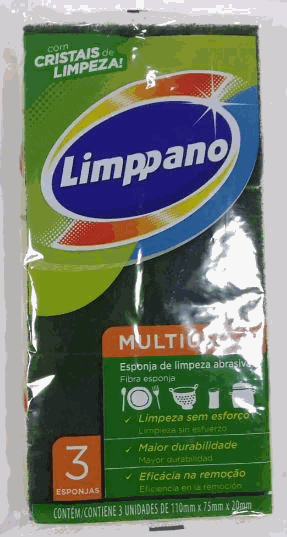 com
CRISTAIS de
LIMPEZA!
Limppano
Esponja de limpeza abrasiva
Fibra esponja
✓ Limpeza sem esforço
Limpieza sin esfuerzo
✓ Maior durabilidade
Mayor durabilidad
✓ Eficácia na remoção
Eficiencia en la remoción
3
ESPONJAS
CONTÉM/CONTIENE 3 UNIDADES DE 110mm x 75mm x 20mm